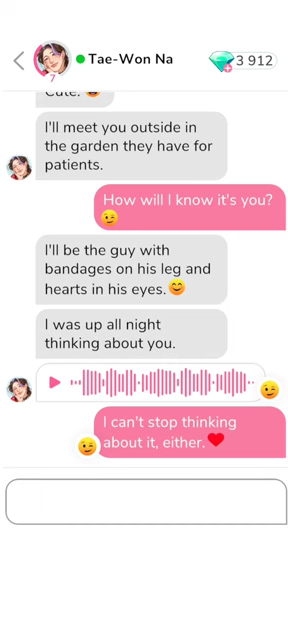 Tae-Won Na
3 912
7
Cute.
I'll meet you outside in
the garden they have for
patients.
How will I know it's you?
I'll be the guy with
bandages on his leg and
hearts in his eyes.
I was up all night
thinking about you.
I can't stop thinking
about it, either.